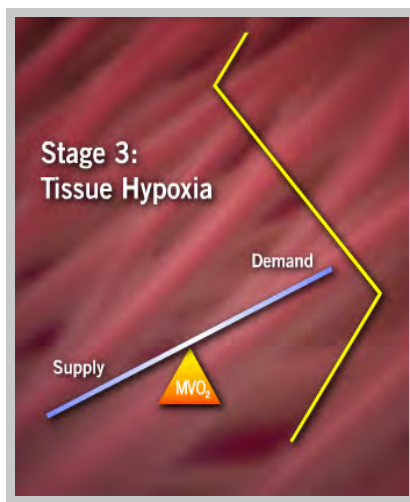 Stage 3:
Tissue Hypoxia
Demand
Supply
MVO₂